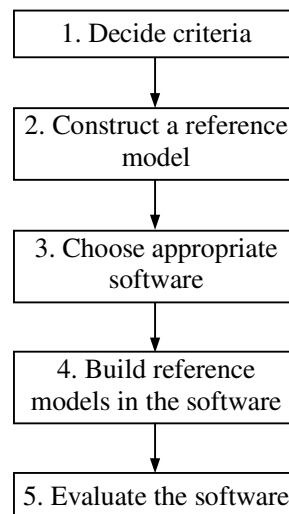 1. Decide criteria
2. Construct a reference
model
3. Choose appropriate
software
4. Build reference
models in the software
5. Evaluate the software